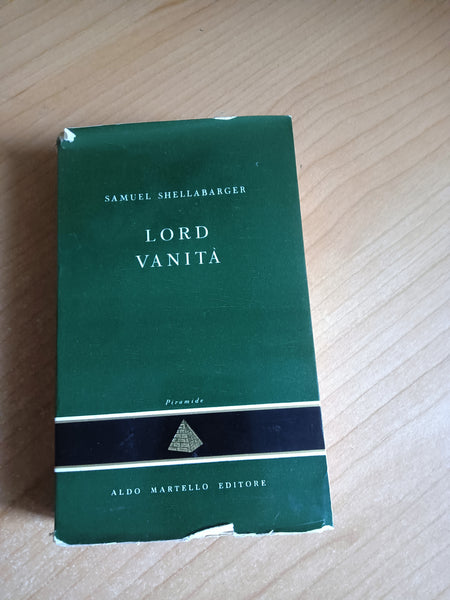 SAMUEL SHELLABARGER
LORD
VANITÀ
Piramide
ALDO MARTELLO EDITORE